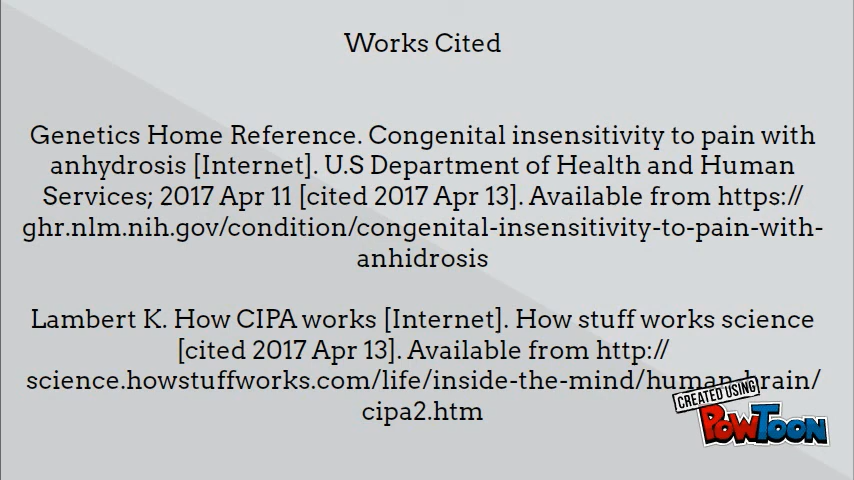 Works Cited
Genetics Home Reference. Congenital insensitivity to pain with
anhydrosis [Internet]. U.S Department of Health and Human
Services; 2017 Apr 11 [cited 2017 Apr 13]. Available from https://
ghr.nlm.nih.gov/condition/congenital-insensitivity-to-pain-with-
anhidrosis
Lambert K. How CIPA works [Internet]. How stuff works science
[cited 2017 Apr 13]. Available from http://
science.howstuffworks.com/life/inside-the-mind/human-brain/
cipa2.htm
CREATED USING
POWTOON